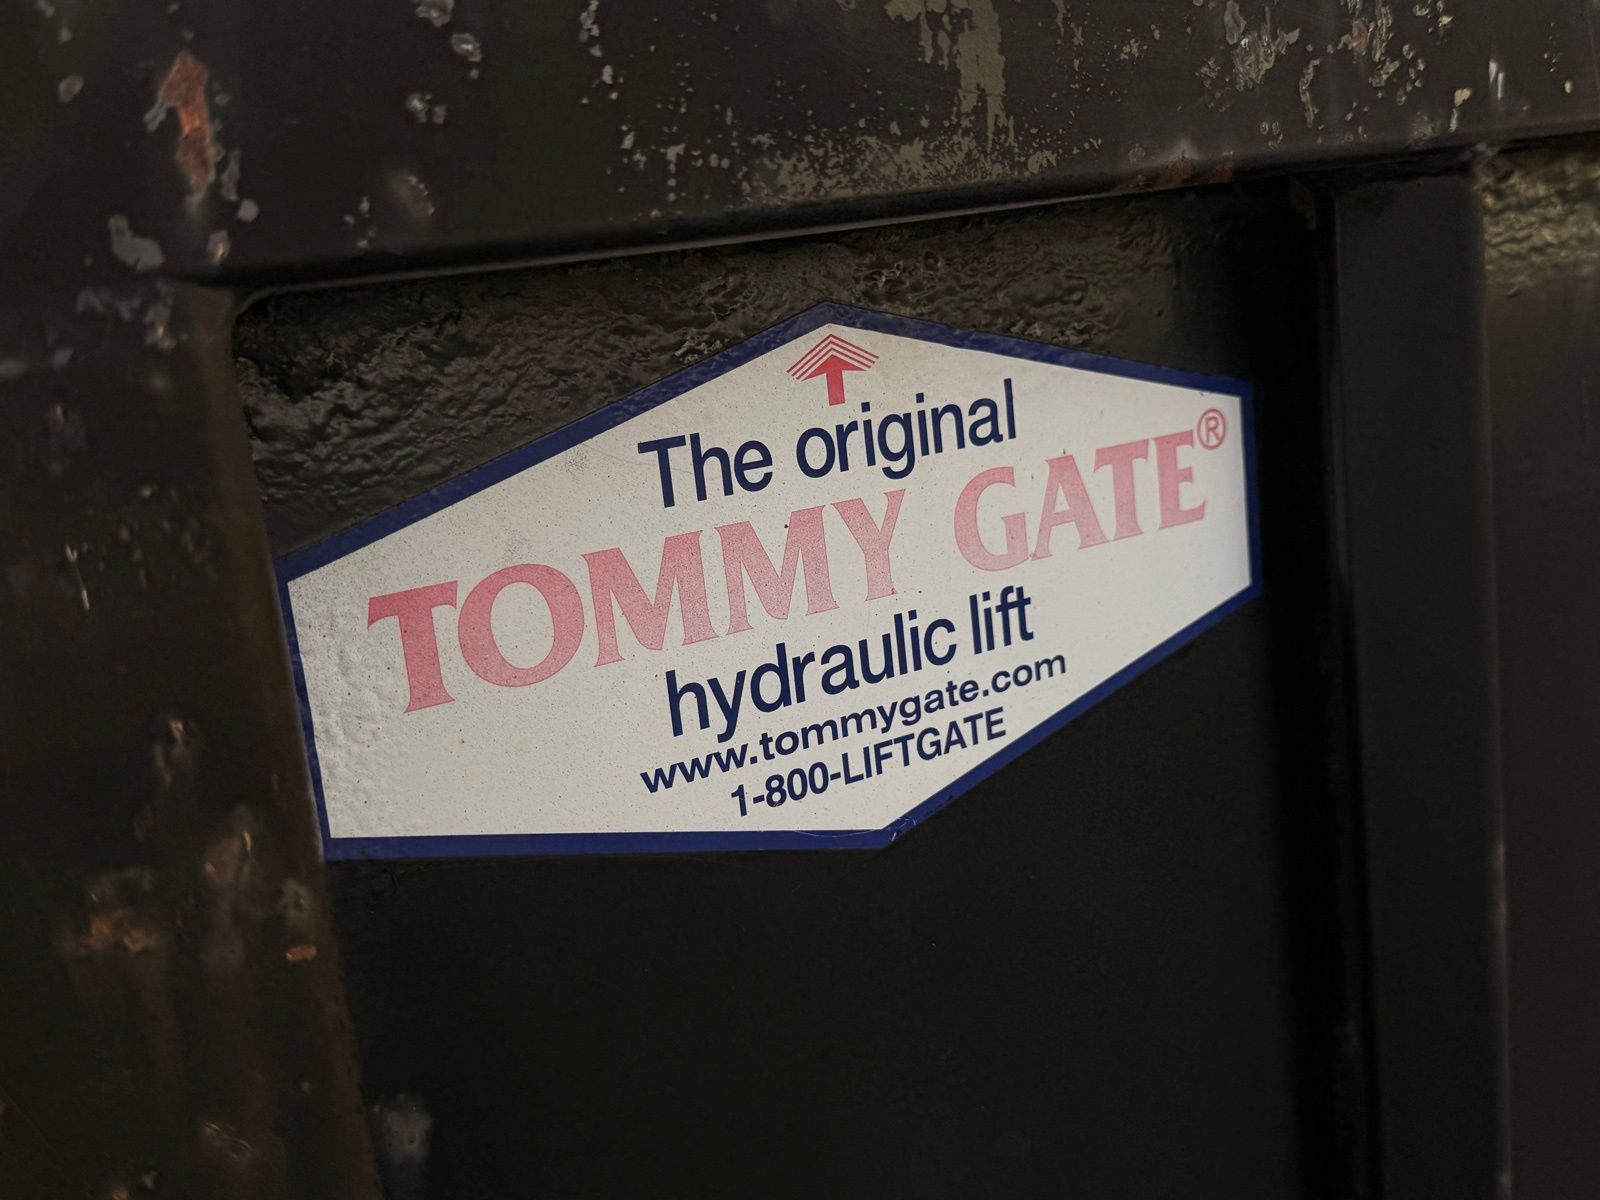 The original
TOMMY GATE®
hydraulic lift
www.tommygate.com
1-800-LIFTGATE